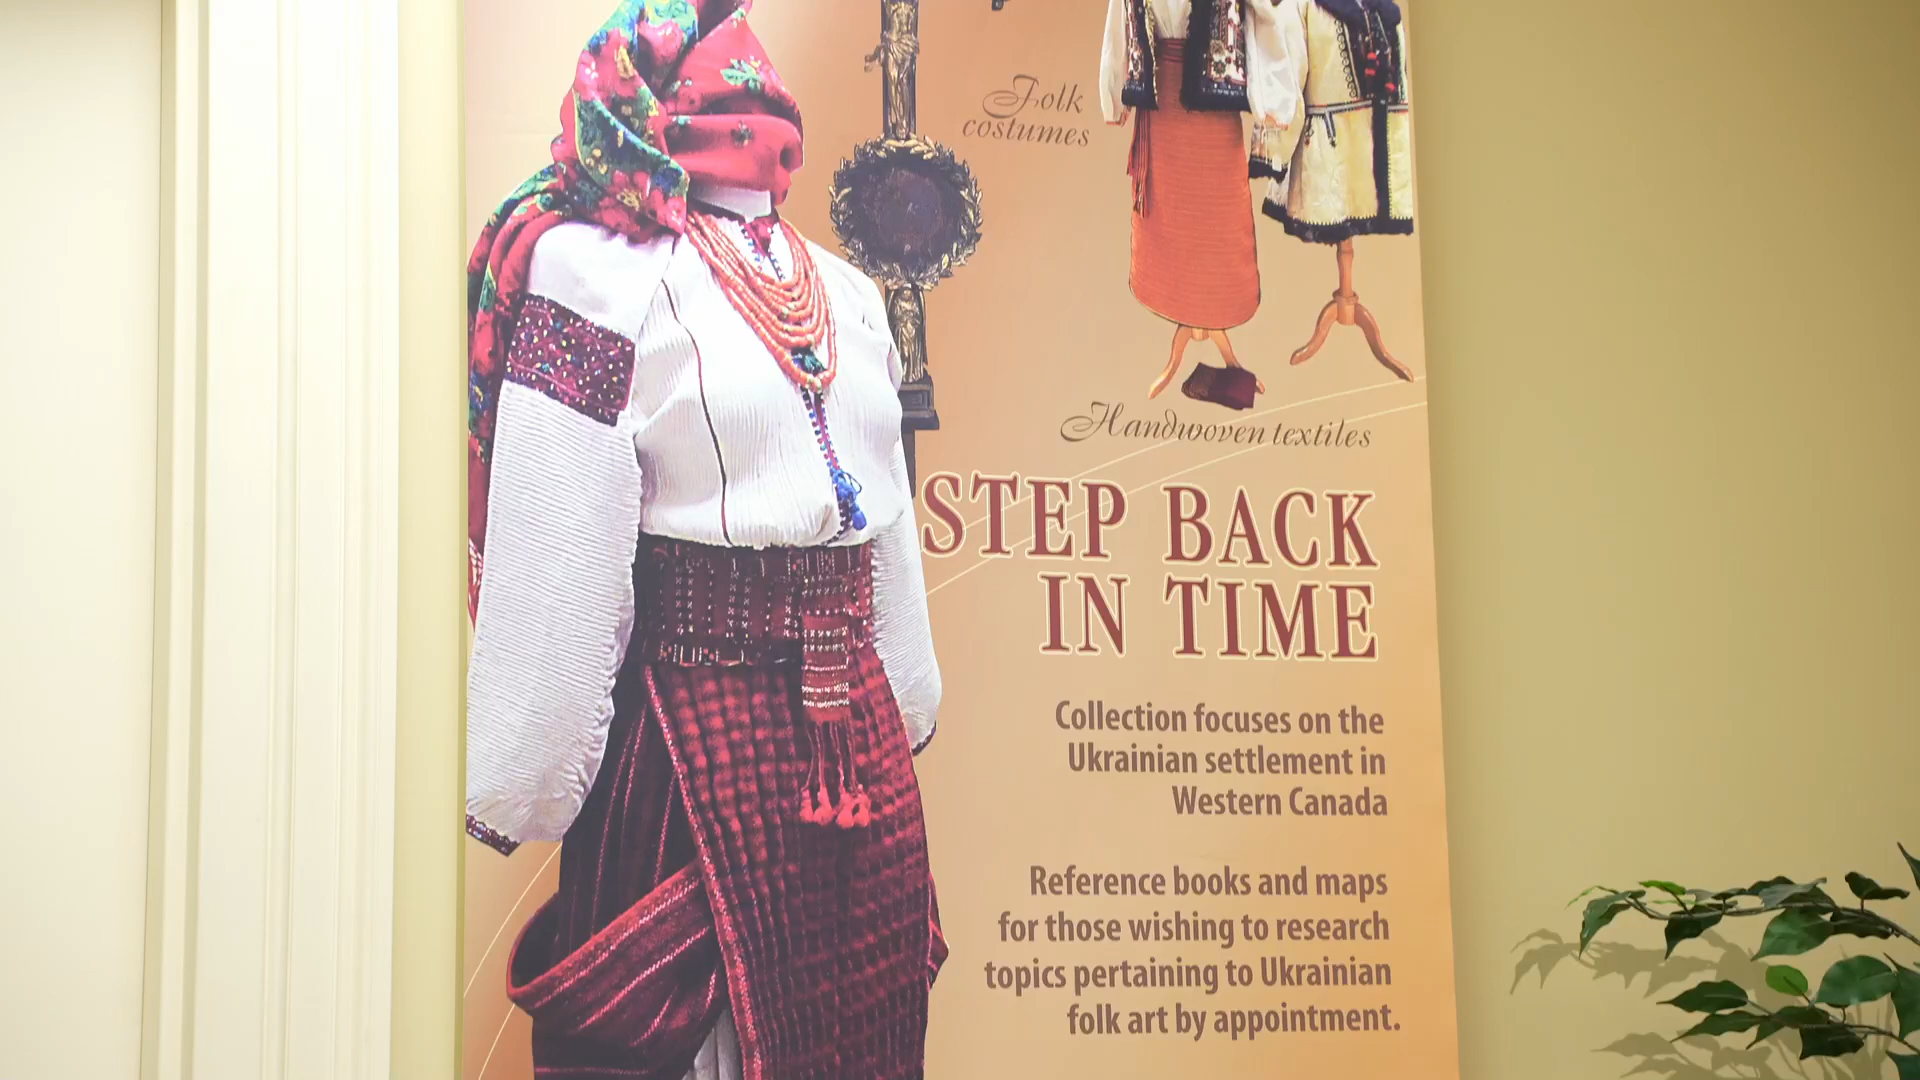 Folk
costumes
Handwoven textiles
STEP BACK
IN TIME
Collection focuses on the
Ukrainian settlement in
Western Canada
Reference books and maps
for those wishing to research
topics pertaining to Ukrainian
folk art by appointment.